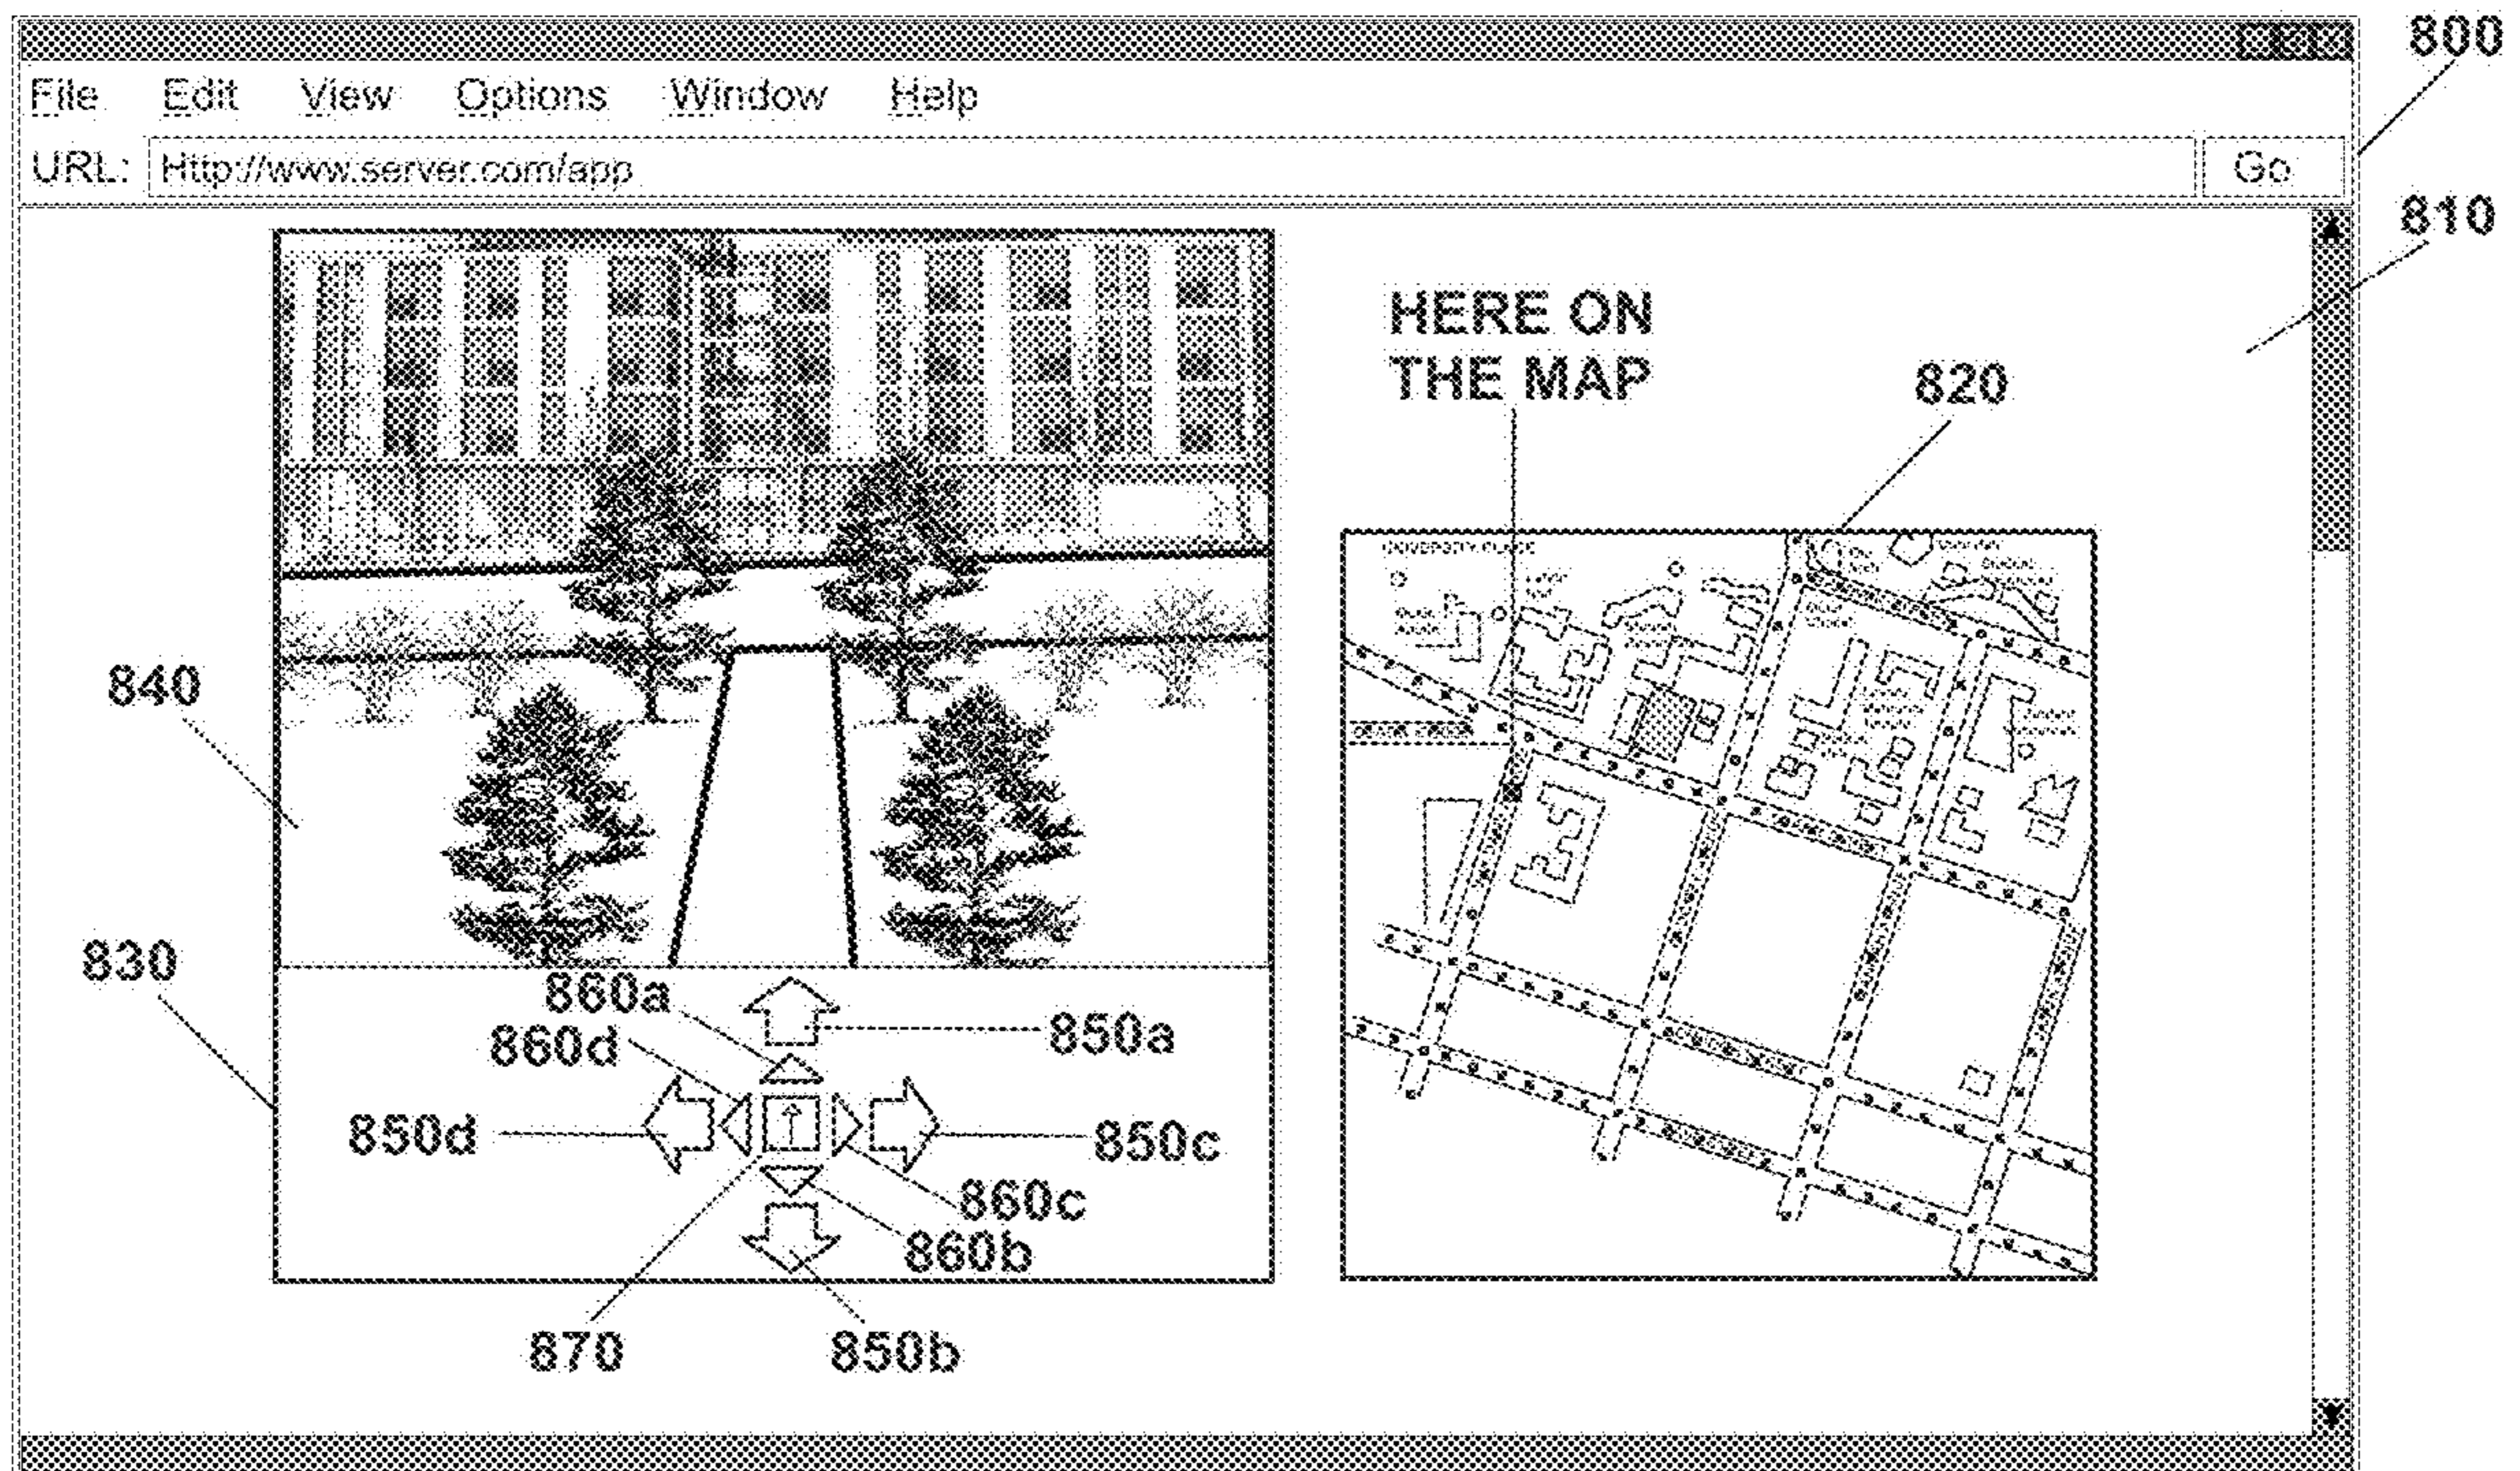 800
File Edit View Options Window Help
URL: Http://www.server.com/app Go
810
HERE ON
THE MAP
820
840
830
860a
850a
860d
850d
850c
860c
860b
870
850b